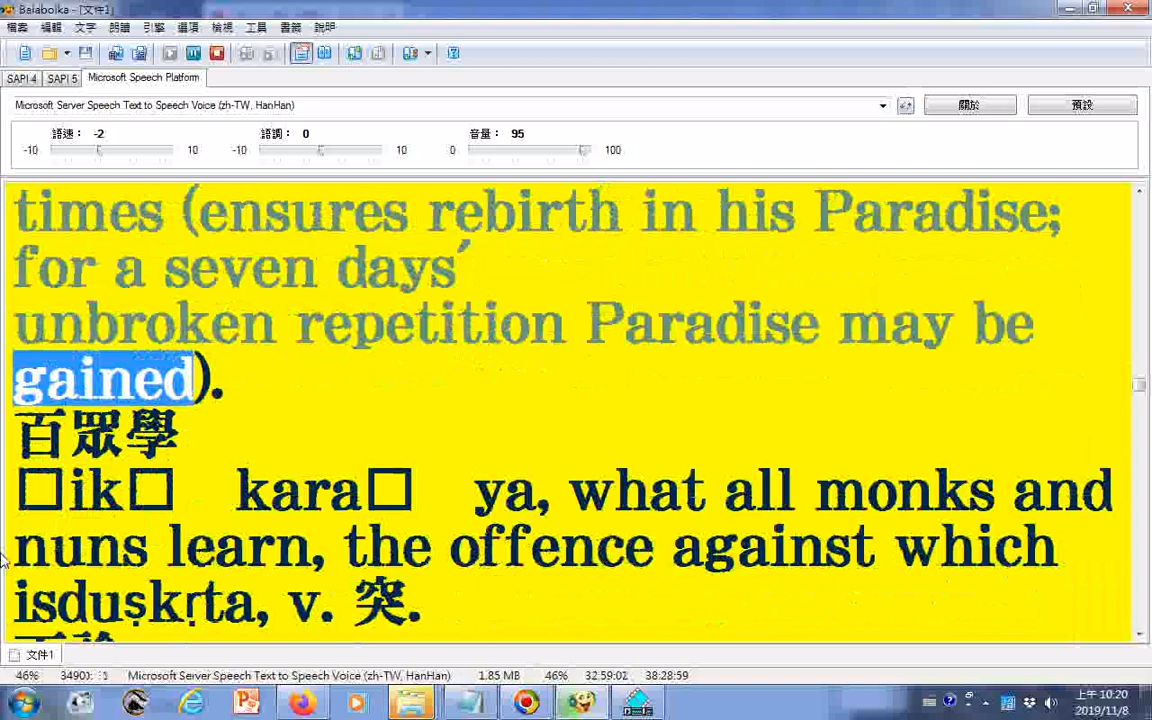 Balabolka - [文件1]
檔案 編輯 文字 朗讀 引擎 選項 檢視 工具 書籤 說明
SAPI 4 SAPI 5 Microsoft Speech Platform
Microsoft Server Speech Text to Speech Voice (zh-TW, HanHan) 關於 預設
語速： -2 語調： 0 音量： 95
-10 10 -10 10 0 100
times (ensures rebirth in his Paradise;
for a seven days′
unbroken repetition Paradise may be
gained).
百眾學
□ik□ kara□ ya, what all monks and
nuns learn, the offence against which
isduṣkṛta, v. 突.
文件1
46% Microsoft Server Speech Text to Speech Voice (zh-TW, HanHan) 1.85 MB 46% 32:59:02 38:28:59
上午 10:20
2019/11/8